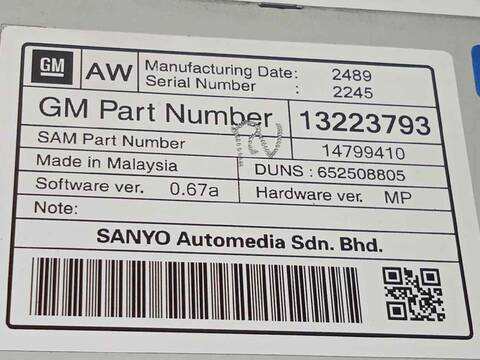 GM AW Manufacturing Date: 2489
Serial Number : 2245
GM Part Number 13223793
SAM Part Number 14799410
Made in Malaysia DUNS : 652508805
Software ver. 0.67a Hardware ver. MP
Note:
SANYO Automedia Sdn. Bhd.